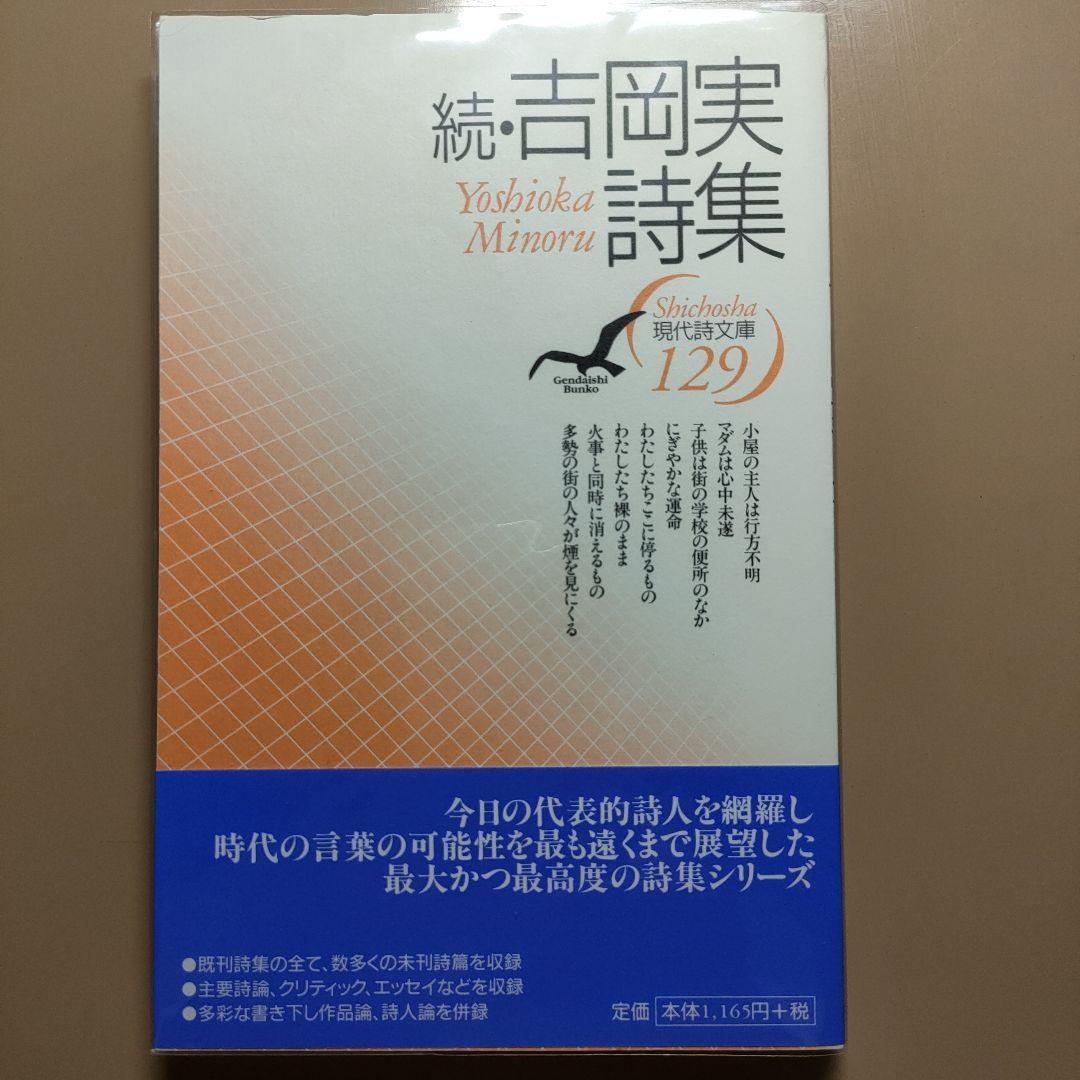 続・吉岡実
詩集
Yoshioka
Minoru
Shichosha
現代詩文庫
129
Gendaishi
Bunko
小屋の主人は行方不明
マダムは心中未遂
子供は街の学校の便所のなか
にぎやかな運命
わたしたちここに停るもの
わたしたち裸のまま
火事と同時に消えるもの
多勢の街の人々が煙を見にくる
今日の代表的詩人を網羅し
時代の言葉の可能性を最も遠くまで展望した
最大かつ最高度の詩集シリーズ
●既刊詩集の全て、数多くの未刊詩篇を収録
●主要詩論、クリティック、エッセイなどを収録
●多彩な書き下し作品論、詩人論を併録
定価 本体1,165円+税